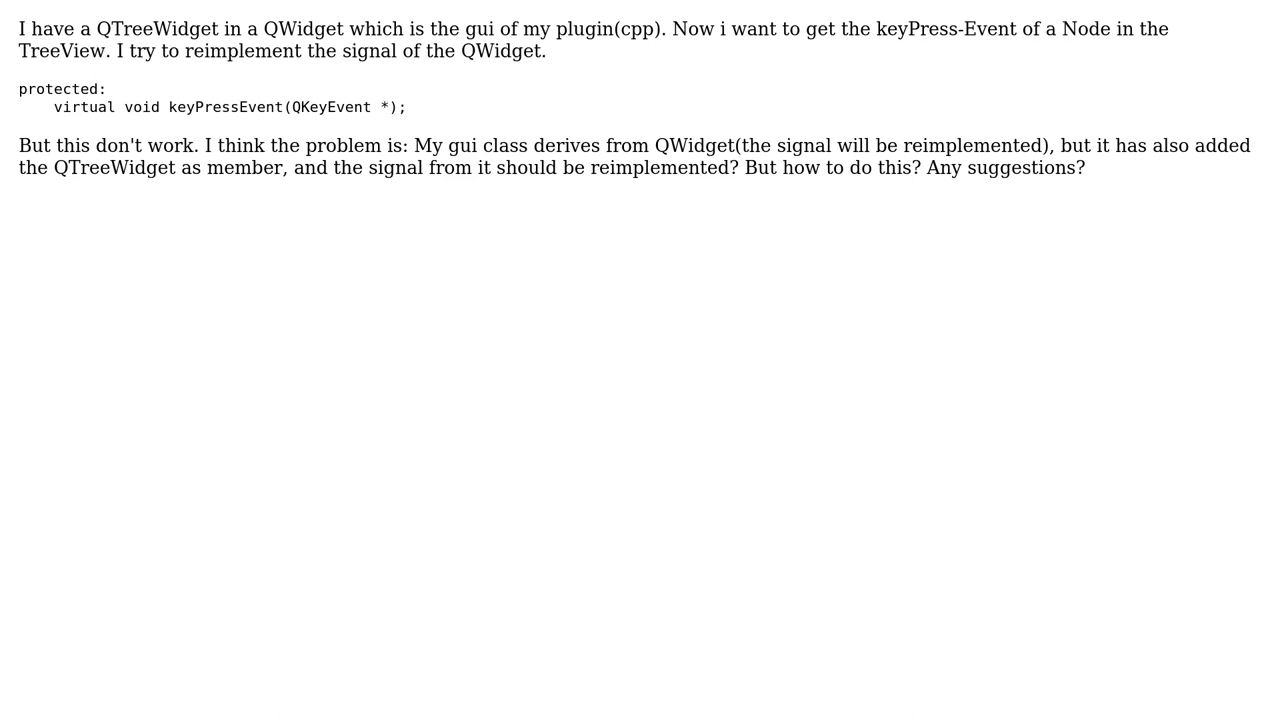 I have a QTreeWidget in a QWidget which is the gui of my plugin(cpp). Now i want to get the keyPress-Event of a Node in the
TreeView. I try to reimplement the signal of the QWidget.
protected:
    virtual void keyPressEvent(QKeyEvent *);
But this don't work. I think the problem is: My gui class derives from QWidget(the signal will be reimplemented), but it has also added
the QTreeWidget as member, and the signal from it should be reimplemented? But how to do this? Any suggestions?